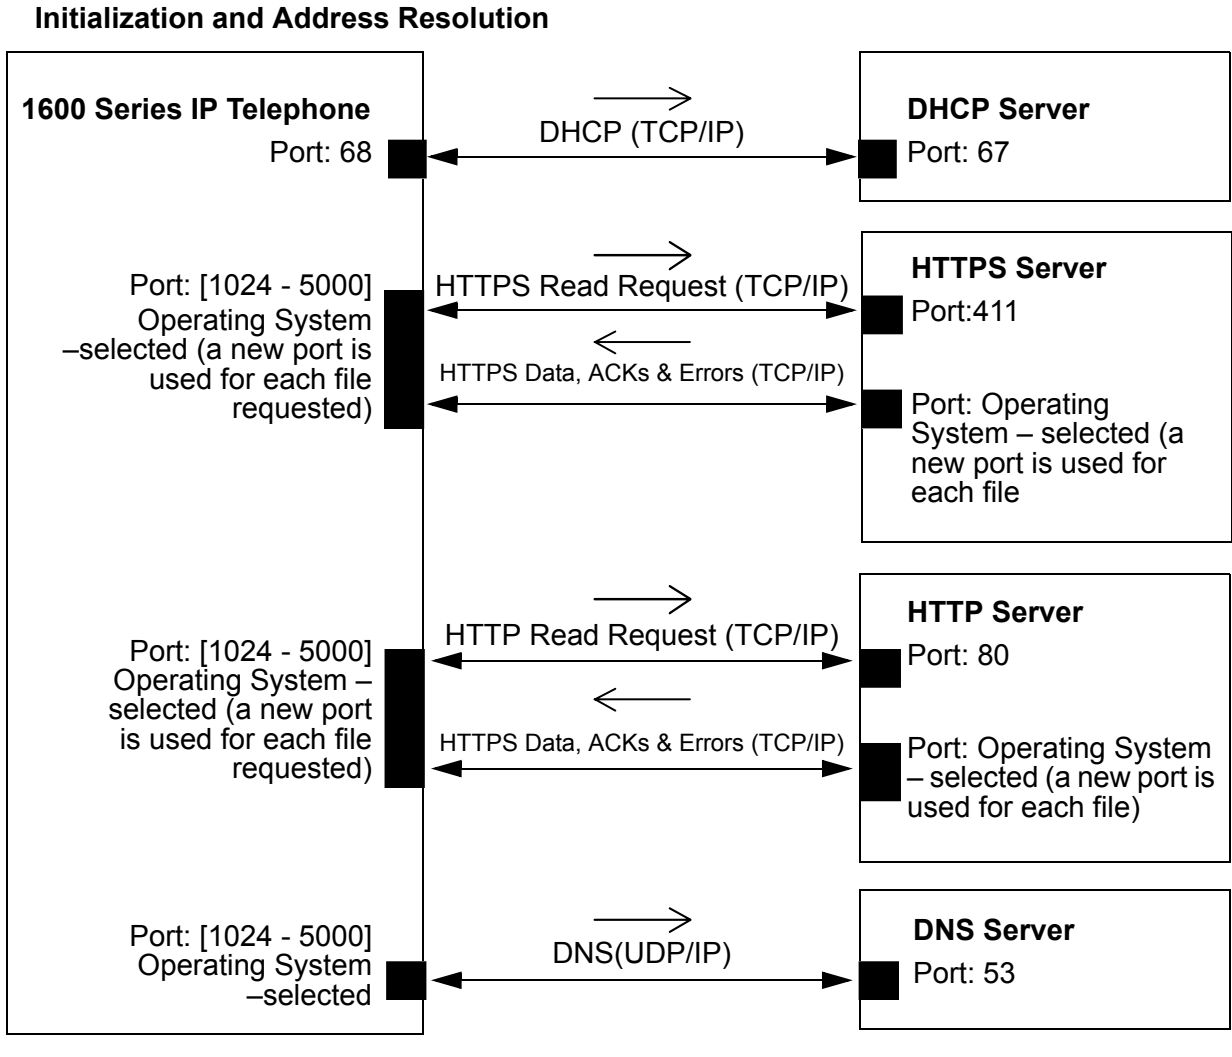 Initialization and Address Resolution
1600 Series IP Telephone
Port: 68
DHCP (TCP/IP)
DHCP Server
Port: 67
Port: [1024 - 5000]
Operating System
–selected (a new port is
used for each file
requested)
HTTPS Read Request (TCP/IP)
HTTPS Data, ACKs & Errors (TCP/IP)
HTTPS Server
Port:411
Port: Operating
System – selected (a
new port is used for
each file
Port: [1024 - 5000]
Operating System –
selected (a new port
is used for each file
requested)
HTTP Read Request (TCP/IP)
HTTPS Data, ACKs & Errors (TCP/IP)
HTTP Server
Port: 80
Port: Operating System
– selected (a new port is
used for each file)
Port: [1024 - 5000]
Operating System
–selected
DNS(UDP/IP)
DNS Server
Port: 53